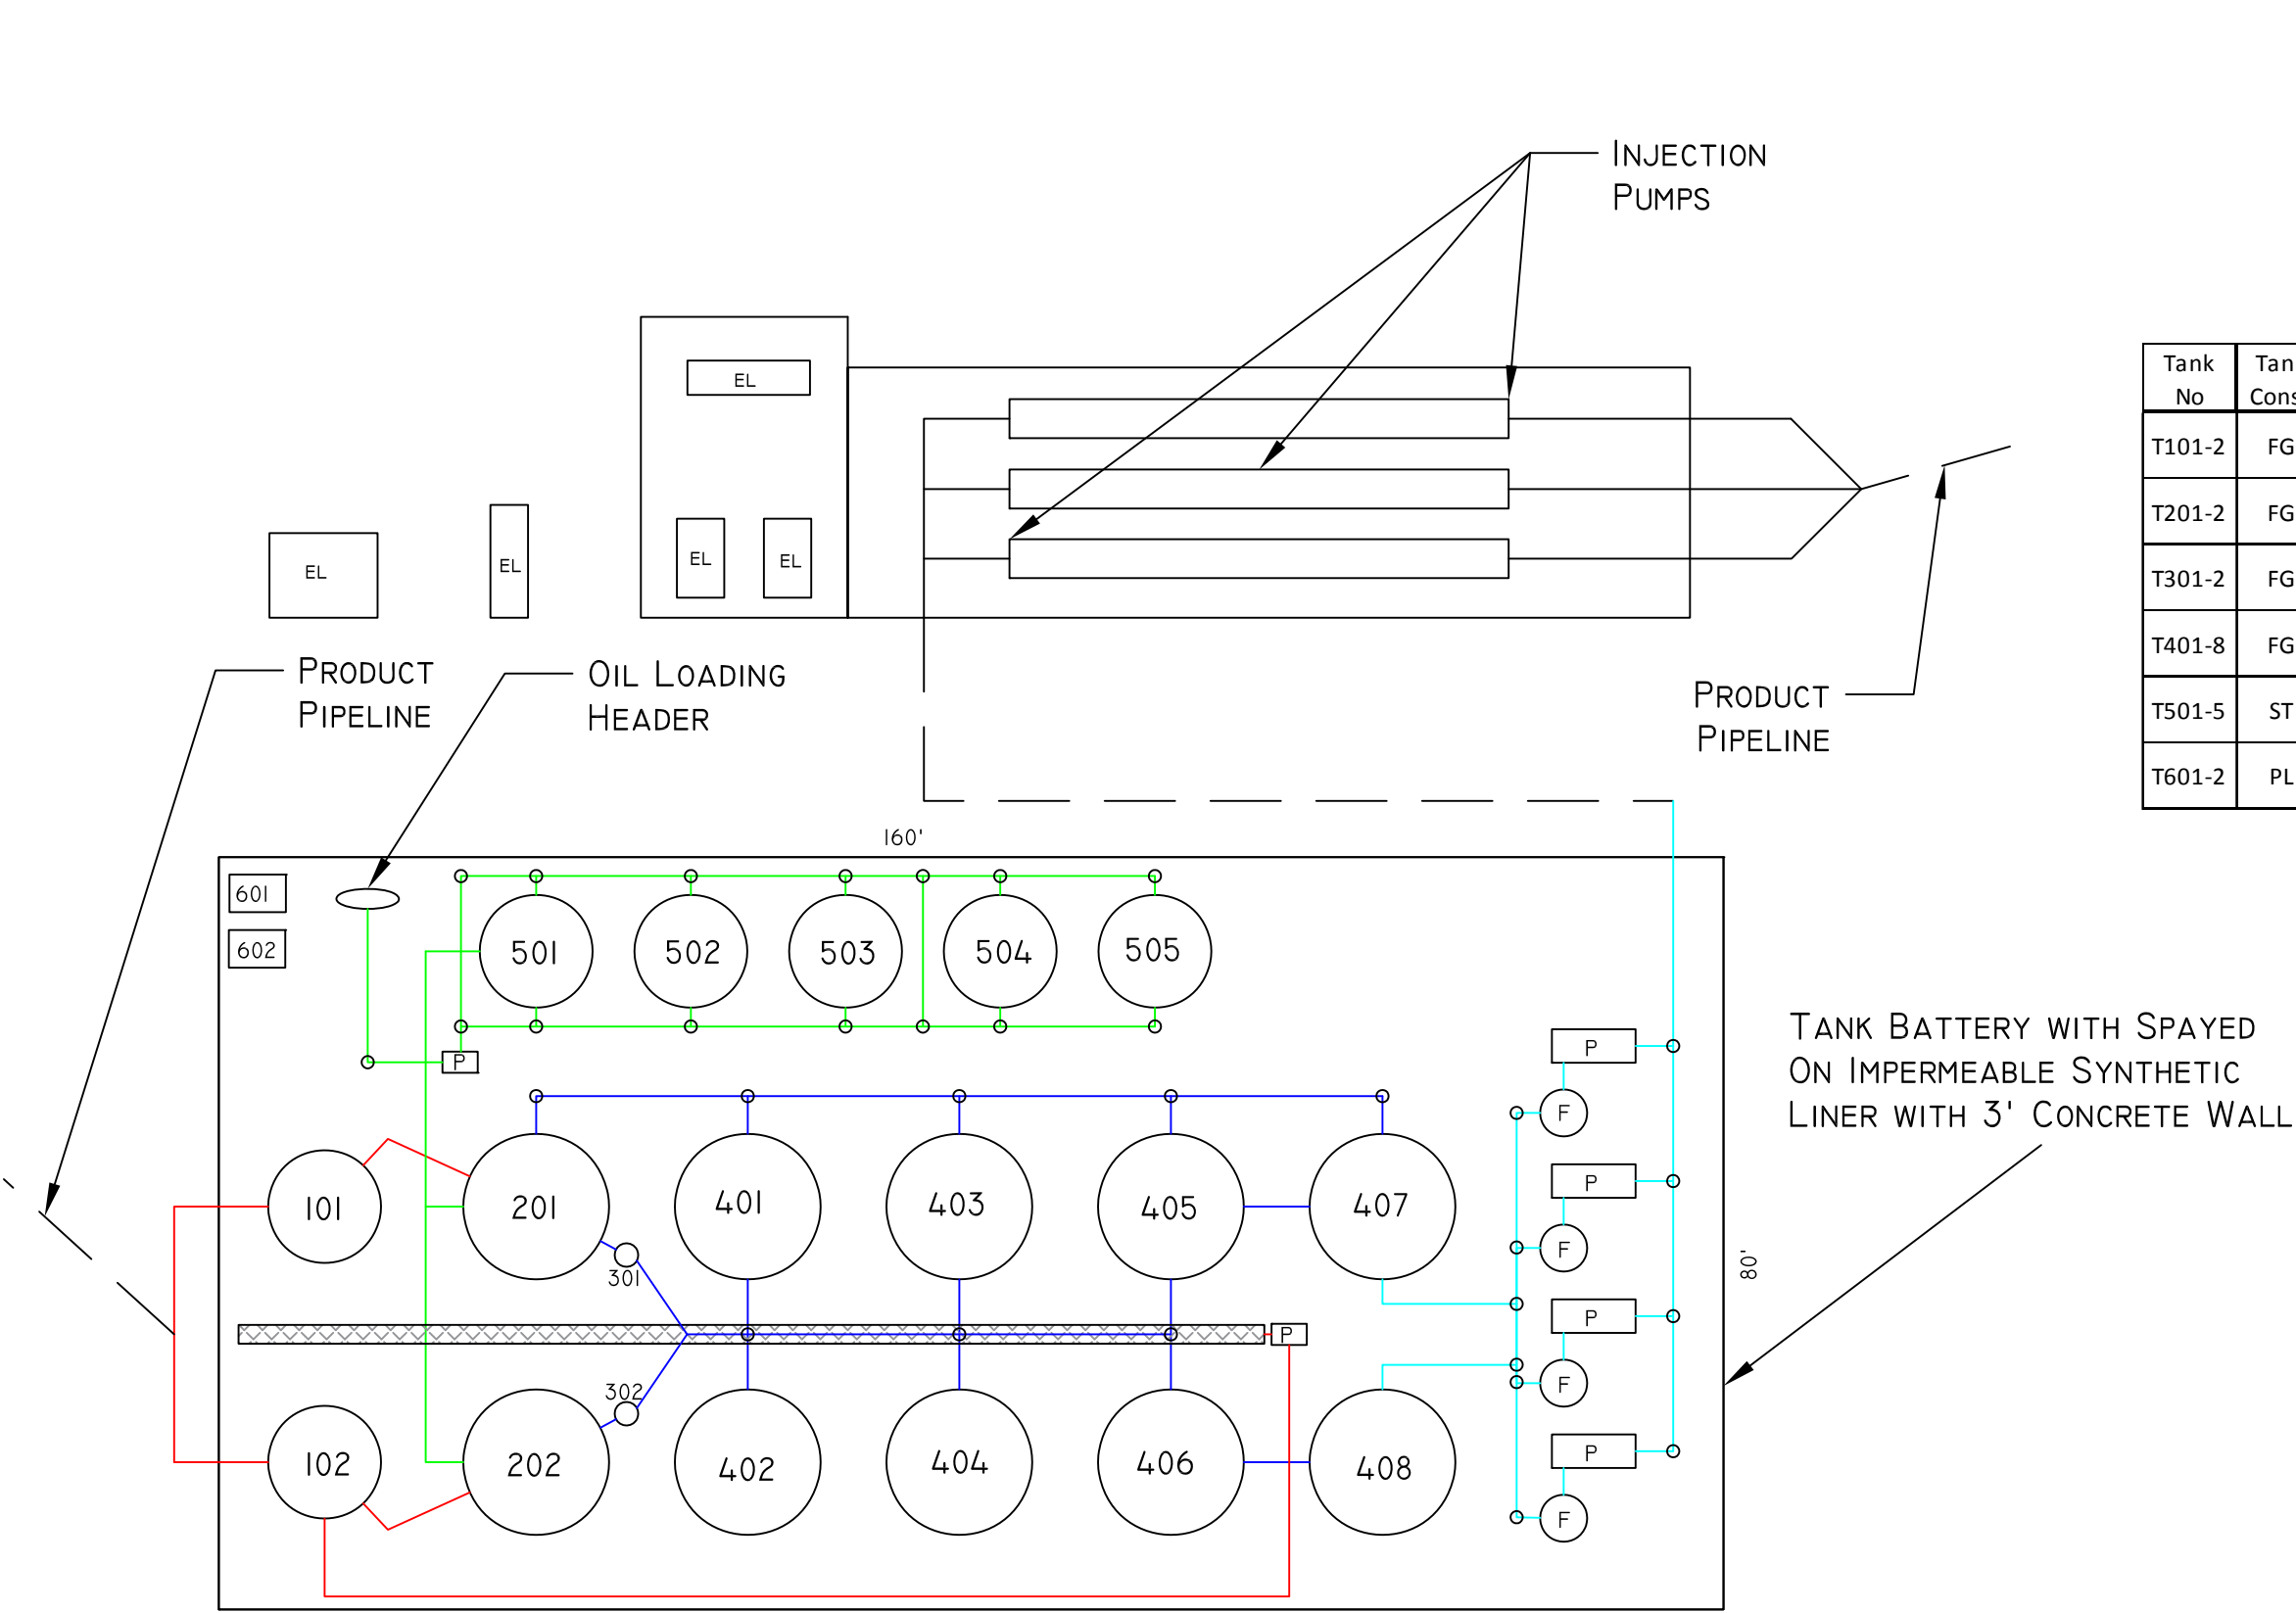 INJECTION
PUMPS
EL
EL
EL
EL
EL
PRODUCT
PIPELINE
OIL LOADING
HEADER
PRODUCT
PIPELINE
Tank
No
T101-2 FG
T201-2 FG
T301-2 FG
T401-8 FG
T501-5 ST
T601-2 PL
160'
601
602
501 502 503 504 505
P
TANK BATTERY WITH SPAYED
ON IMPERMEABLE SYNTHETIC
LINER WITH 3' CONCRETE WALL
P
F
P
F
P
F
P
F
101 201 401 403 405 407
301
80'
P
302
102 202 402 404 406 408